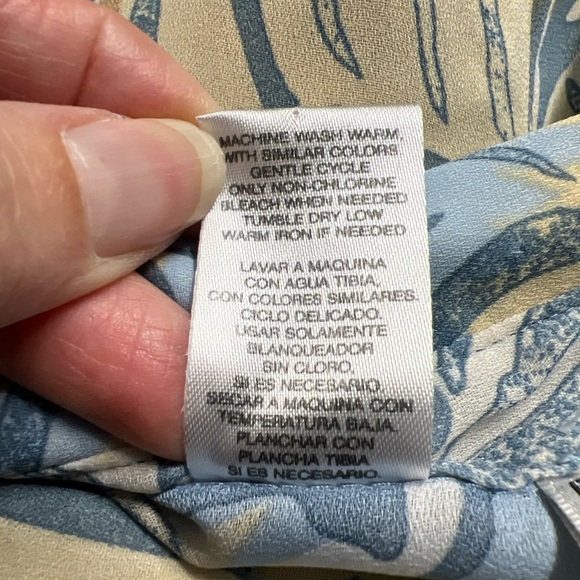 MACHINE WASH WARM,
WITH SIMILAR COLORS
GENTLE CYCLE
ONLY NON-CHLORINE
BLEACH WHEN NEEDED
TUMBLE DRY LOW
WARM IRON IF NEEDED
LAVAR A MAQUINA
CON AGUA TIBIA,
CON COLORES SIMILARES.
CICLO DELICADO.
USAR SOLAMENTE
BLANQUEADOR
SIN CLORO,
SI ES NECESARIO.
SECAR A MAQUINA CON
TEMPERATURA BAJA.
PLANCHAR CON
PLANCHA TIBIA
SI ES NECESARIO.